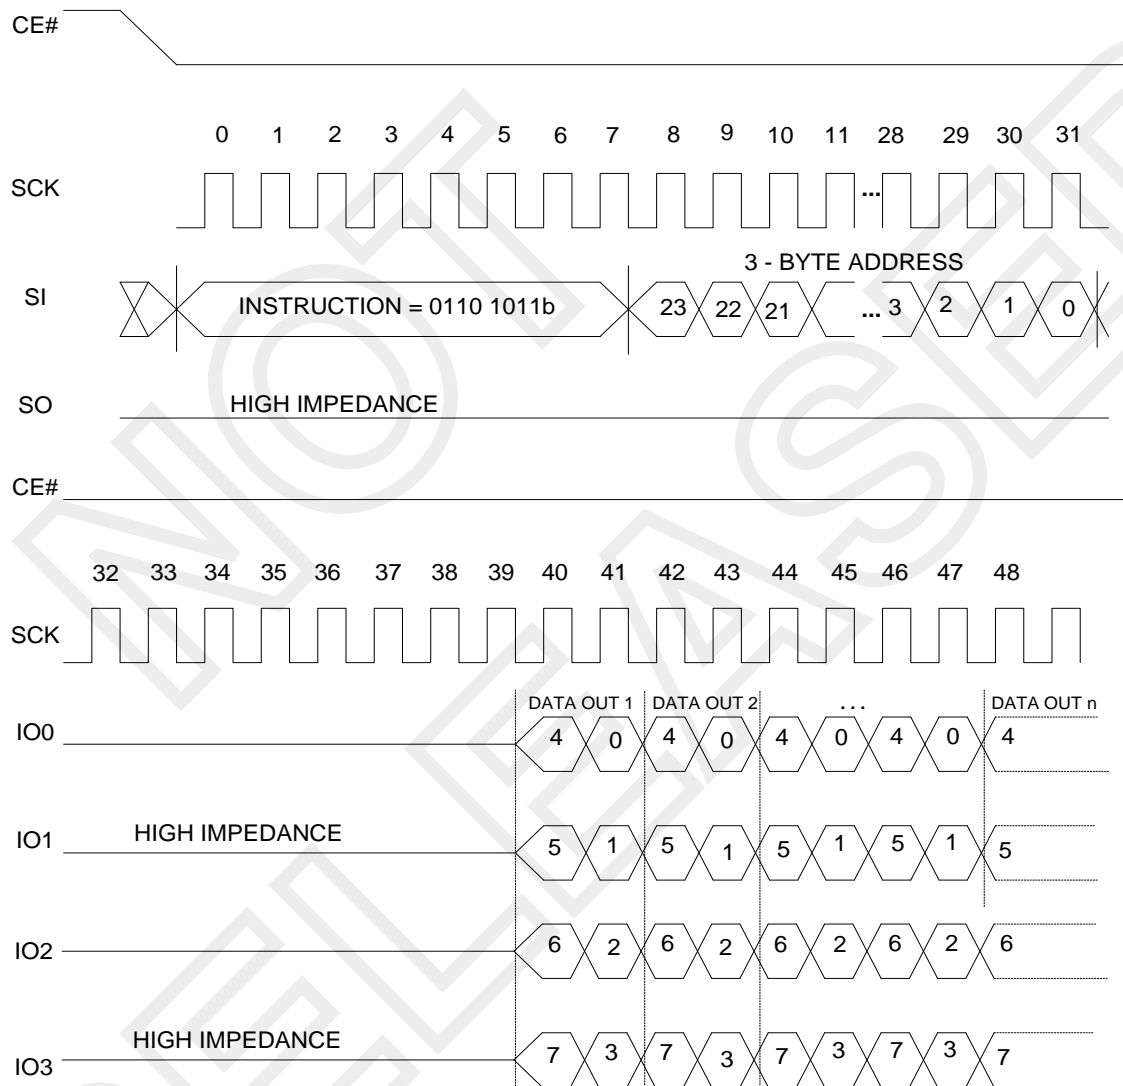 CE#
0 1 2 3 4 5 6 7 8 9 10 11 28 29 30 31
SCK ...
3 - BYTE ADDRESS
SI INSTRUCTION = 0110 1011b 23 22 21 ... 3 2 1 0
SO HIGH IMPEDANCE
CE#
32 33 34 35 36 37 38 39 40 41 42 43 44 45 46 47 48
SCK
DATA OUT 1 DATA OUT 2 ... DATA OUT n
IO0 4 0 4 0 4 0 4 0 4
IO1 HIGH IMPEDANCE 5 1 5 1 5 1 5 1 5
IO2 6 2 6 2 6 2 6 2 6
IO3 HIGH IMPEDANCE 7 3 7 3 7 3 7 3 7
NOT
RELEASED